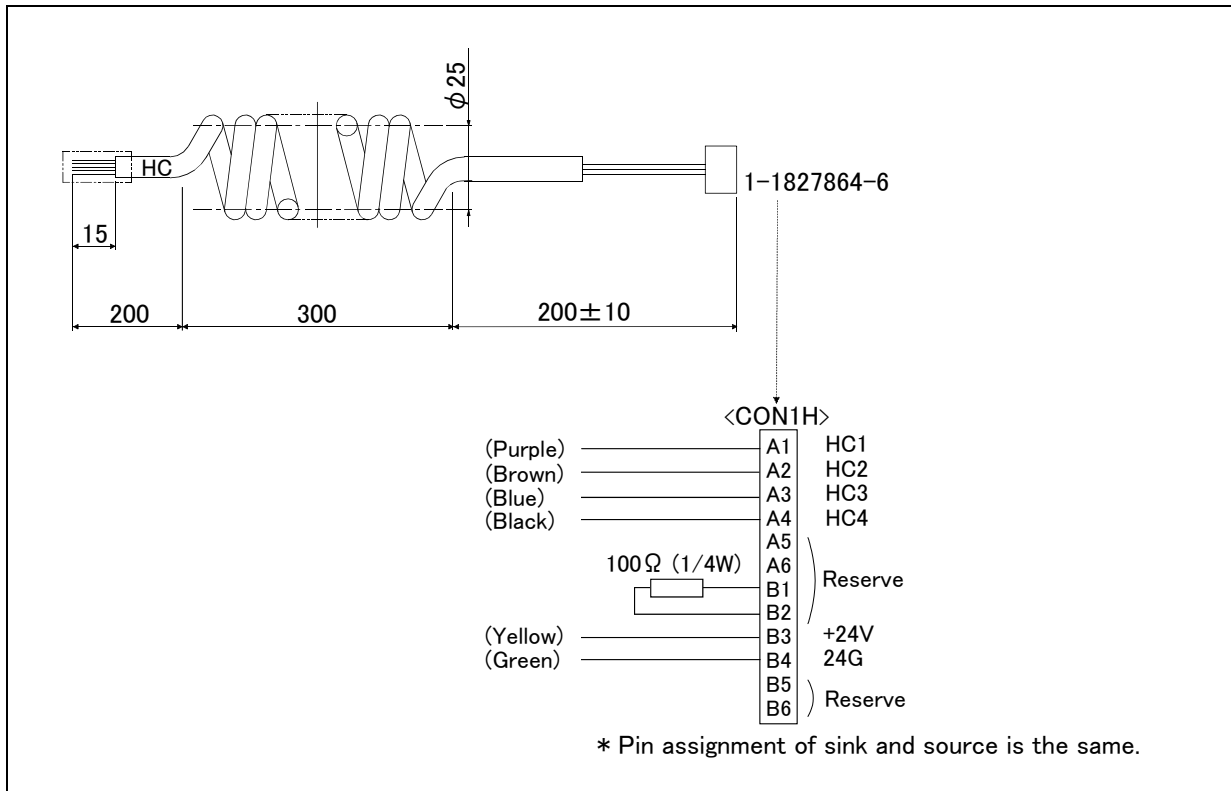 φ25
HC
1-1827864-6
15
200
300
200±10
<CON1H>
(Purple) A1 HC1
(Brown) A2 HC2
(Blue) A3 HC3
(Black) A4 HC4
A5
100Ω (1/4W) A6
Reserve
B1
B2
(Yellow) B3 +24V
(Green) B4 24G
B5
Reserve
B6
* Pin assignment of sink and source is the same.